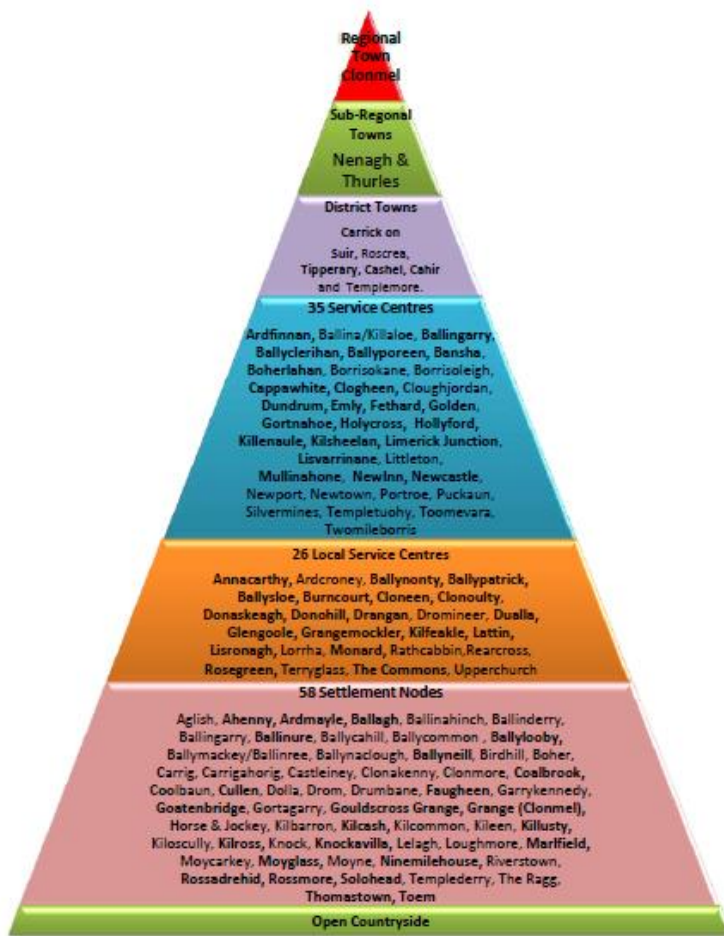 Regional
Town
Clonmel
Sub-Regonal
Towns
Nenagh &
Thurles
District Towns
Carrick on
Suir, Roscrea,
Tipperary, Cashel, Cahir
and Templemore.
35 Service Centres
Ardfinnan, Ballina/Killaloe, Ballingarry,
Ballyclerihan, Ballyporeen, Bansha,
Boherlahan, Borrisokane, Borrisoleigh,
Cappawhite, Clogheen, Cloughjordan,
Dundrum, Emly, Fethard, Golden,
Gortnahoe, Holycross, Hollyford,
Killenaule, Kilsheelan, Limerick Junction,
Lisvarrinane, Littleton,
Mullinahone, NewInn, Newcastle,
Newport, Newtown, Portroe, Puckaun,
Silvermines, Templetuohy, Toomevara,
Twomileborris
26 Local Service Centres
Annacarthy, Ardcroney, Ballynonty, Ballypatrick,
Ballysloe, Burncourt, Cloneen, Clonoulty,
Donaskeagh, Donohill, Drangan, Dromineer, Dualla,
Glengoole, Grangemockler, Kilfeakle, Lattin,
Lisronagh, Lorrha, Monard, Rathcabbin,Rearcross,
Rosegreen, Terryglass, The Commons, Upperchurch
58 Settlement Nodes
Aglish, Ahenny, Ardmayle, Ballagh, Ballinahinch, Ballinderry,
Ballingarry, Ballinure, Ballycahill, Ballycommon , Ballylooby,
Ballymackey/Ballinree, Ballynaclough, Ballyneill, Birdhill, Boher,
Carrig, Carrigahorig, Castleiney, Clonakenny, Clonmore, Coalbrook,
Coolbaun, Cullen, Dolla, Drom, Drumbane, Faugheen, Garrykennedy,
Goatenbridge, Gortagarry, Gouldscross Grange, Grange (Clonmel),
Horse & Jockey, Kilbarron, Kilcash, Kilcommon, Kileen, Killusty,
Kiloscully, Kilross, Knock, Knockavilla, Lelagh, Loughmore, Marlfield,
Moycarkey, Moyglass, Moyne, Ninemilehouse, Riverstown,
Rossadrehid, Rossmore, Solohead, Templederry, The Ragg,
Thomastown, Toem
Open Countryside